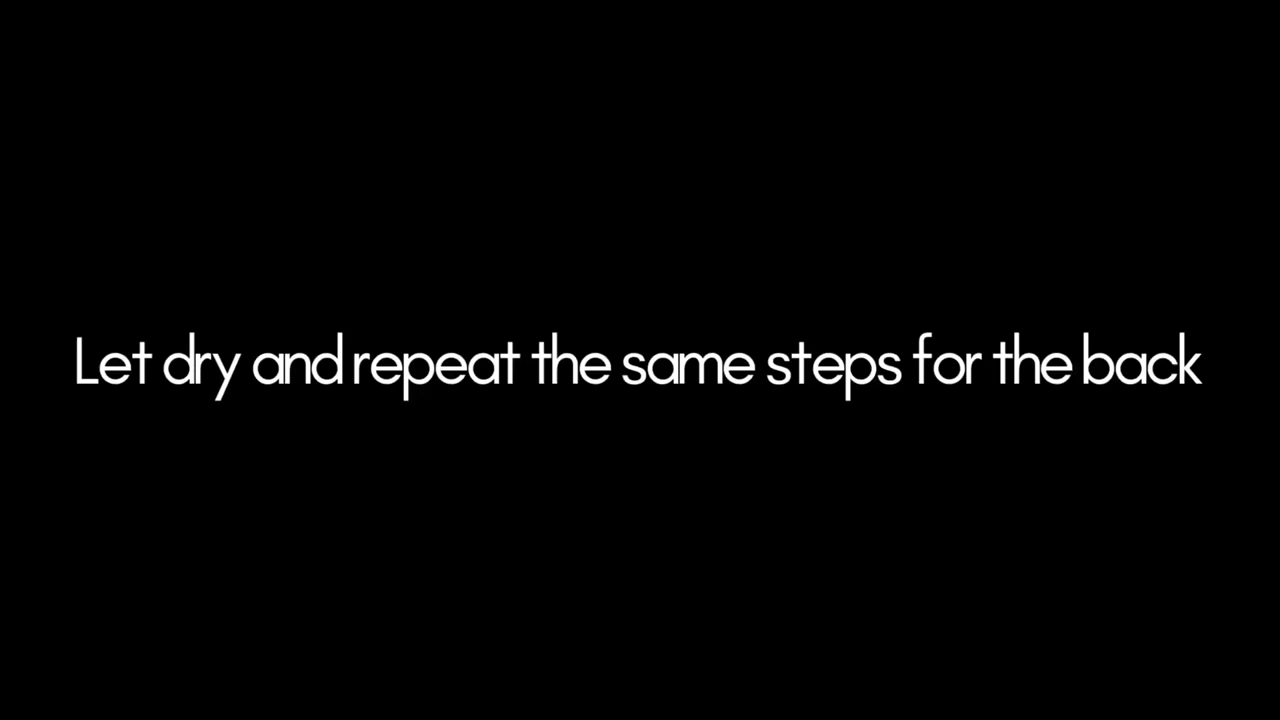 Let dry and repeat the same steps for the back